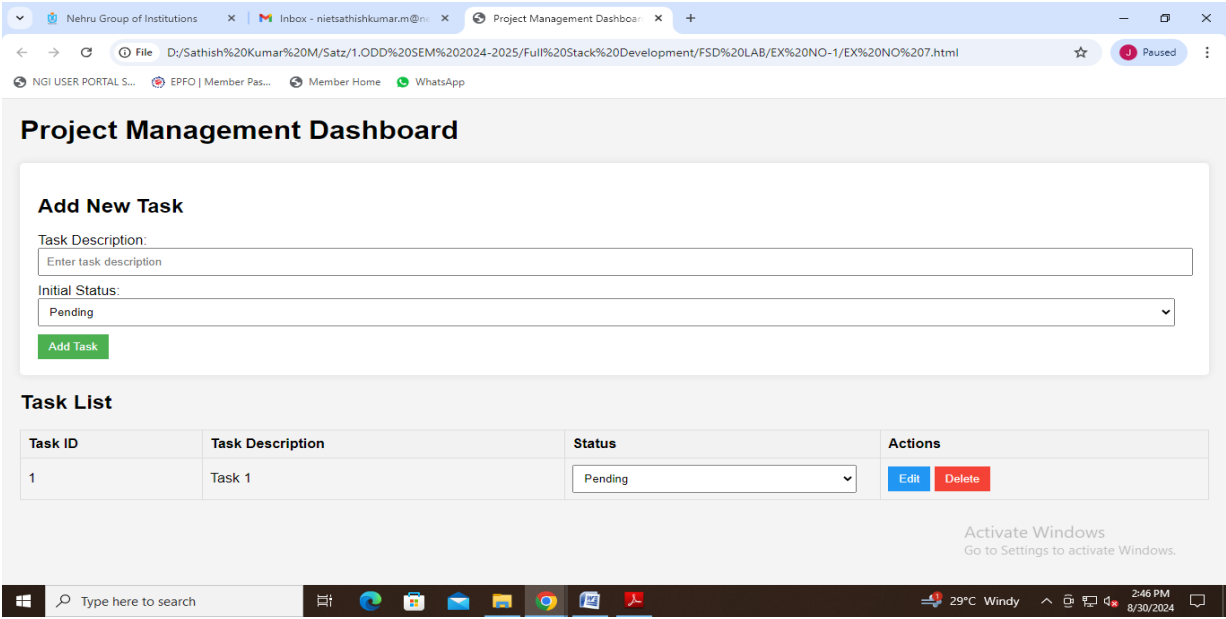 Nehru Group of Institutions
Inbox - nietsathishkumar.m@ne
Project Management Dashboar
File D:/Sathish%20Kumar%20M/Satz/1.ODD%20SEM%202024-2025/Full%20Stack%20Development/FSD%20LAB/EX%20NO-1/EX%20NO%207.html J Paused
NGI USER PORTAL S... EPFO | Member Pas... Member Home WhatsApp
Project Management Dashboard
Add New Task
Task Description:
Enter task description
Initial Status:
Pending
Add Task
Task List
Task ID Task Description Status Actions
1 Task 1 Pending Edit Delete
Activate Windows
Go to Settings to activate Windows.
Type here to search 29°C Windy 2:46 PM
8/30/2024